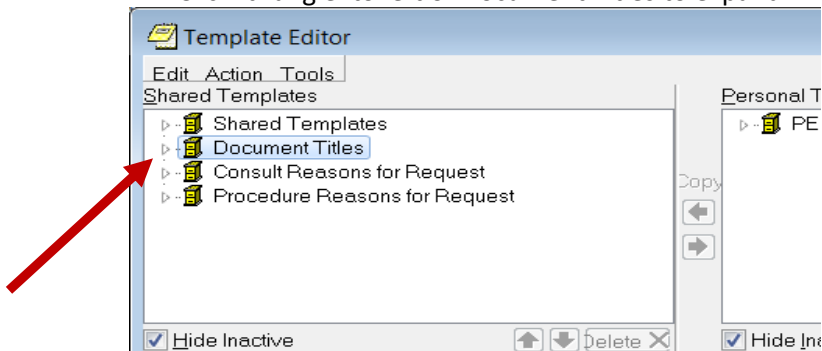 Template Editor
Edit Action Tools
Shared Templates
Personal T
Shared Templates
PE
Document Titles
Consult Reasons for Request
Procedure Reasons for Request
Copy
Hide Inactive
Delete
Hide Ina